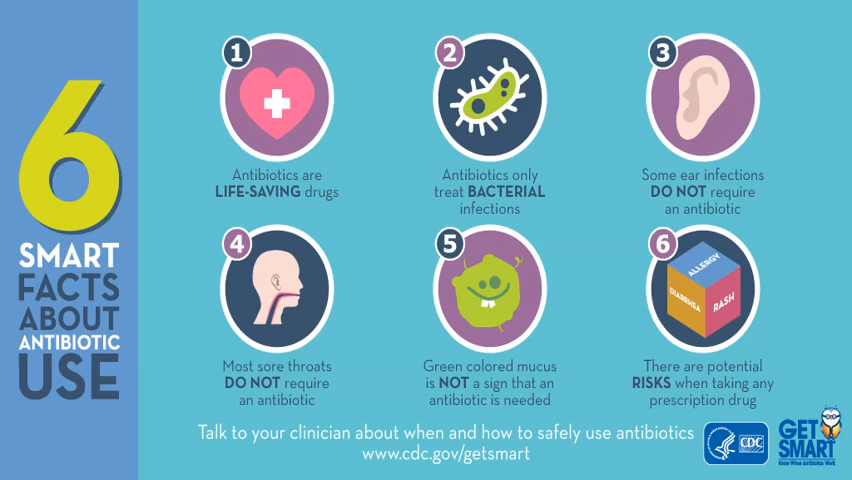 6
SMART
FACTS
ABOUT
ANTIBIOTIC
USE
1
Antibiotics are
LIFE-SAVING drugs
2
Antibiotics only
treat BACTERIAL
infections
3
Some ear infections
DO NOT require
an antibiotic
4
Most sore throats
DO NOT require
an antibiotic
5
Green colored mucus
is NOT a sign that an
antibiotic is needed
6
ALLERGY
DIARRHEA
RASH
There are potential
RISKS when taking any
prescription drug
Talk to your clinician about when and how to safely use antibiotics
www.cdc.gov/getsmart
CDC
GET
SMART
Know When Antibiotics Work